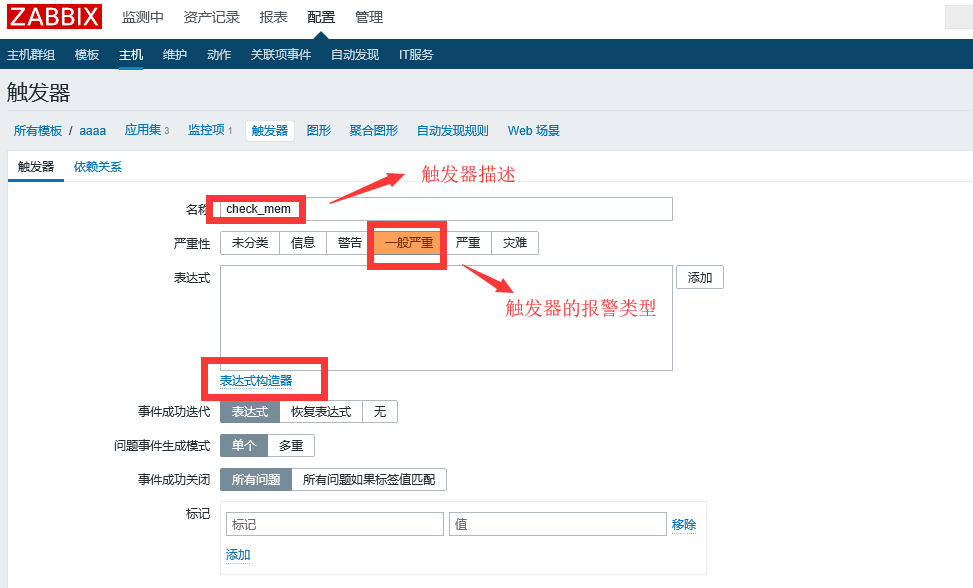 ZABBIX 监测中 资产记录 报表 配置 管理
主机群组 模板 主机 维护 动作 关联项事件 自动发现 IT服务
触发器
所有模板 / aaaa 应用集 3 监控项 1 触发器 图形 聚合图形 自动发现规则 Web 场景
触发器 依赖关系
触发器描述
名称 check_mem
严重性 未分类 信息 警告 一般严重 严重 灾难
表达式 添加
触发器的报警类型
表达式构造器
事件成功迭代 表达式 恢复表达式 无
问题事件生成模式 单个 多重
事件成功关闭 所有问题 所有问题如果标签值匹配
标记 标记 值 移除
添加